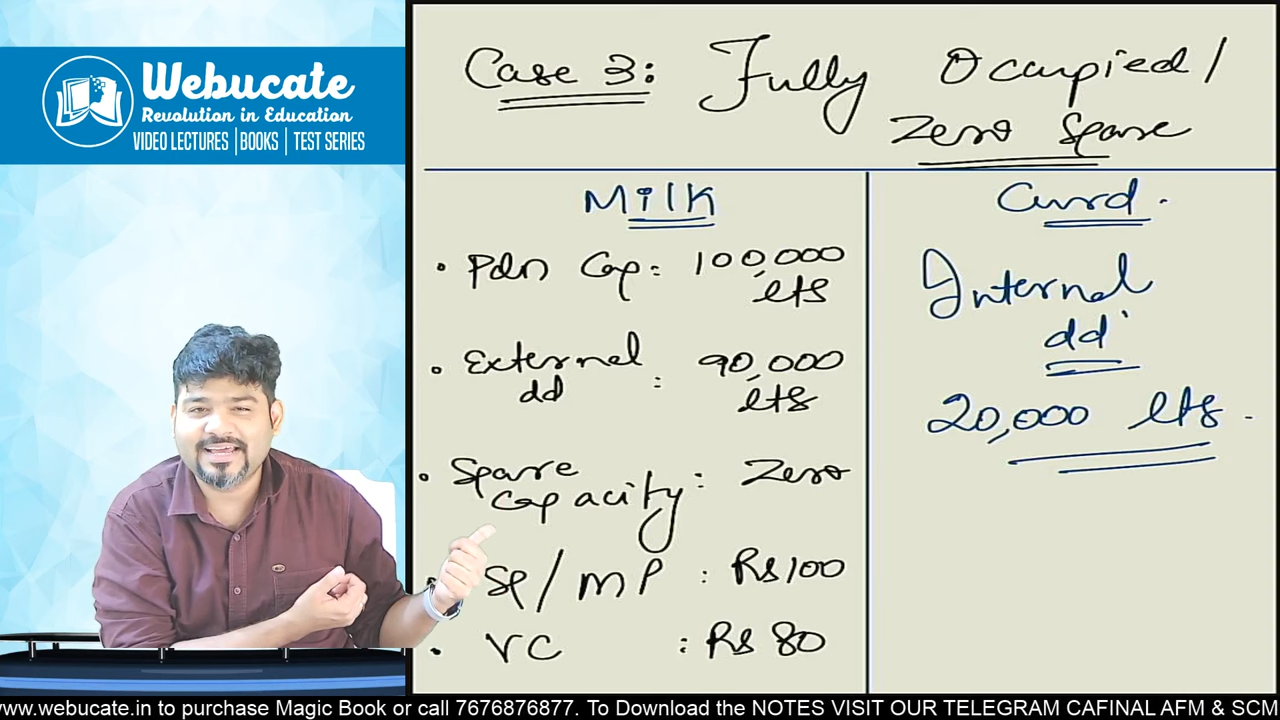 Webucate
Revolution in Education
VIDEO LECTURES | BOOKS | TEST SERIES
Case 3: Fully Occupied /
Zero Spare
Milk
• Pdn Cap: 100,000
lts
• External
dd : 90,000
lts
• Spare
capacity : Zero
• SP/MP : Rs 100
• VC : Rs 80
Curd.
Internal
dd
20,000 lts.
www.webucate.in to purchase Magic Book or call 7676876877, To Download the NOTES VISIT OUR TELEGRAM CAFINAL AFM & SCM